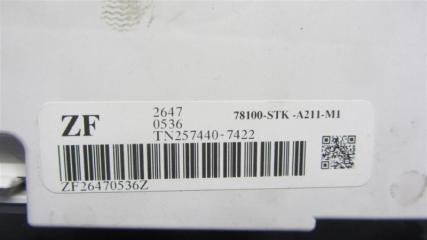 ZF 2647 78100-STK -A211-M1
0536
TN257440-7422
ZF26470536Z